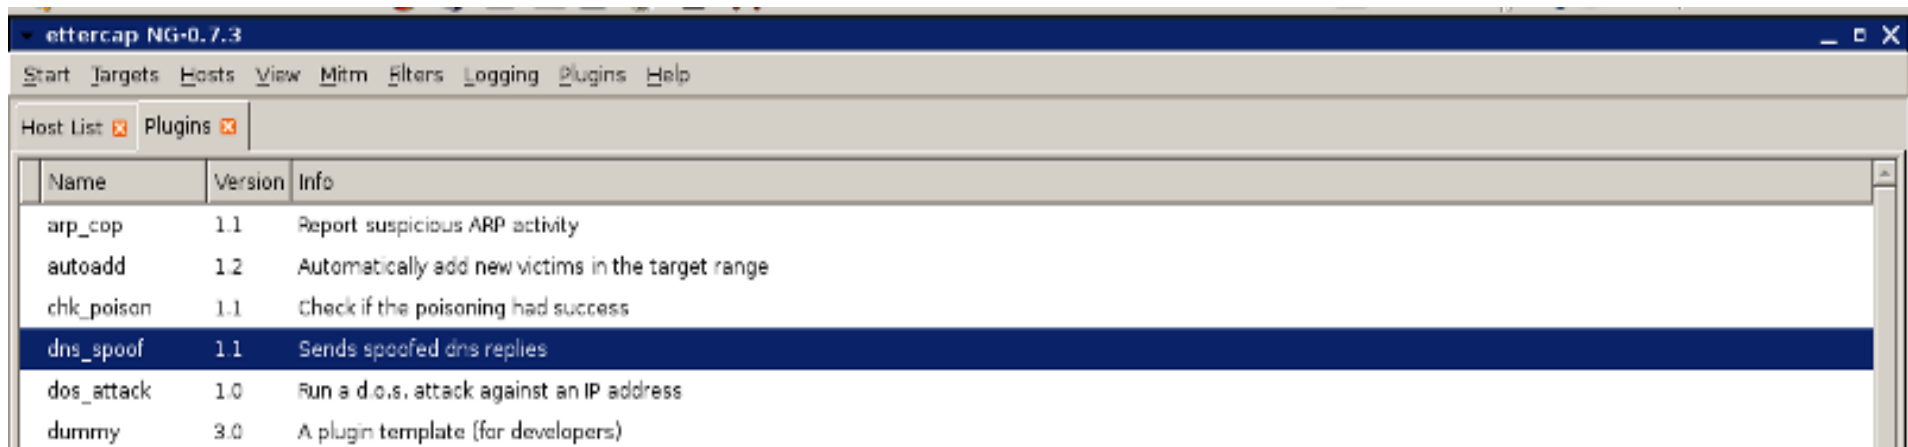 ettercap NG-0.7.3
Start Targets Hosts View Mitm Filters Logging Plugins Help
Host List Plugins
Name Version Info
arp_cop 1.1 Report suspicious ARP activity
autoadd 1.2 Automatically add new victims in the target range
chk_poison 1.1 Check if the poisoning had success
dns_spoof 1.1 Sends spoofed dns replies
dos_attack 1.0 Run a d.o.s. attack against an IP address
dummy 3.0 A plugin template (for developers)